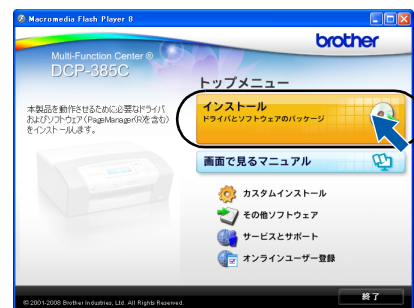 Macromedia Flash Player 8
brother
Multi-Function Center ®
DCP-385C
トップメニュー
本製品を動作させるために必要なドライバ
およびソフトウェア(PageManager(R)を含む)
をインストールします。
インストール
ドライバとソフトウェアのパッケージ
画面で見るマニュアル
カスタムインストール
その他ソフトウェア
サービスとサポート
オンラインユーザー登録
© 2001-2008 Brother Industries, Ltd. All Rights Reserved.
終了